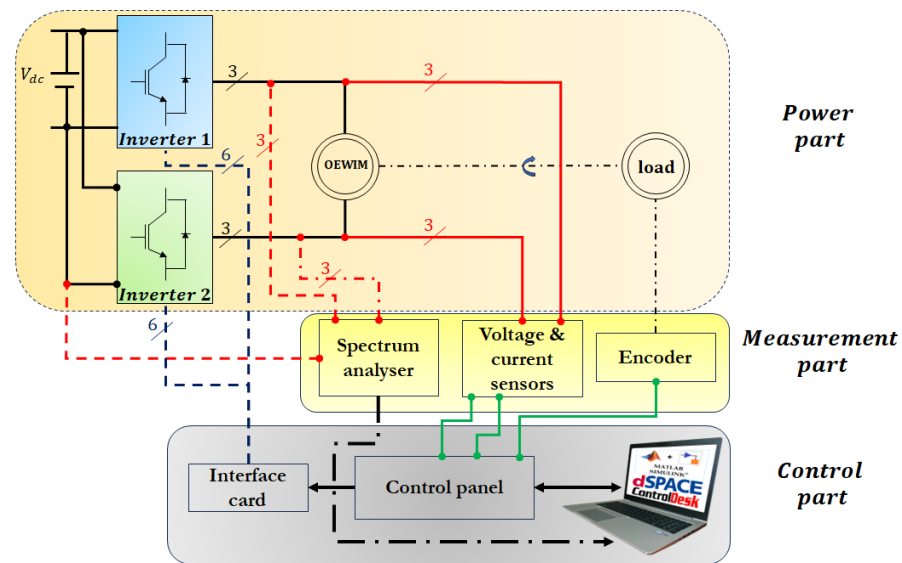 V_dc
Inverter 1
3
3
Power
part
3
6
OEWIM
load
3
3
3
Inverter 2
6
Spectrum
analyser
Voltage &
current
sensors
Encoder
Measurement
part
Interface
card
Control panel
MATLAB
SIMULINK®
+
dSPACE
ControlDesk
Control
part